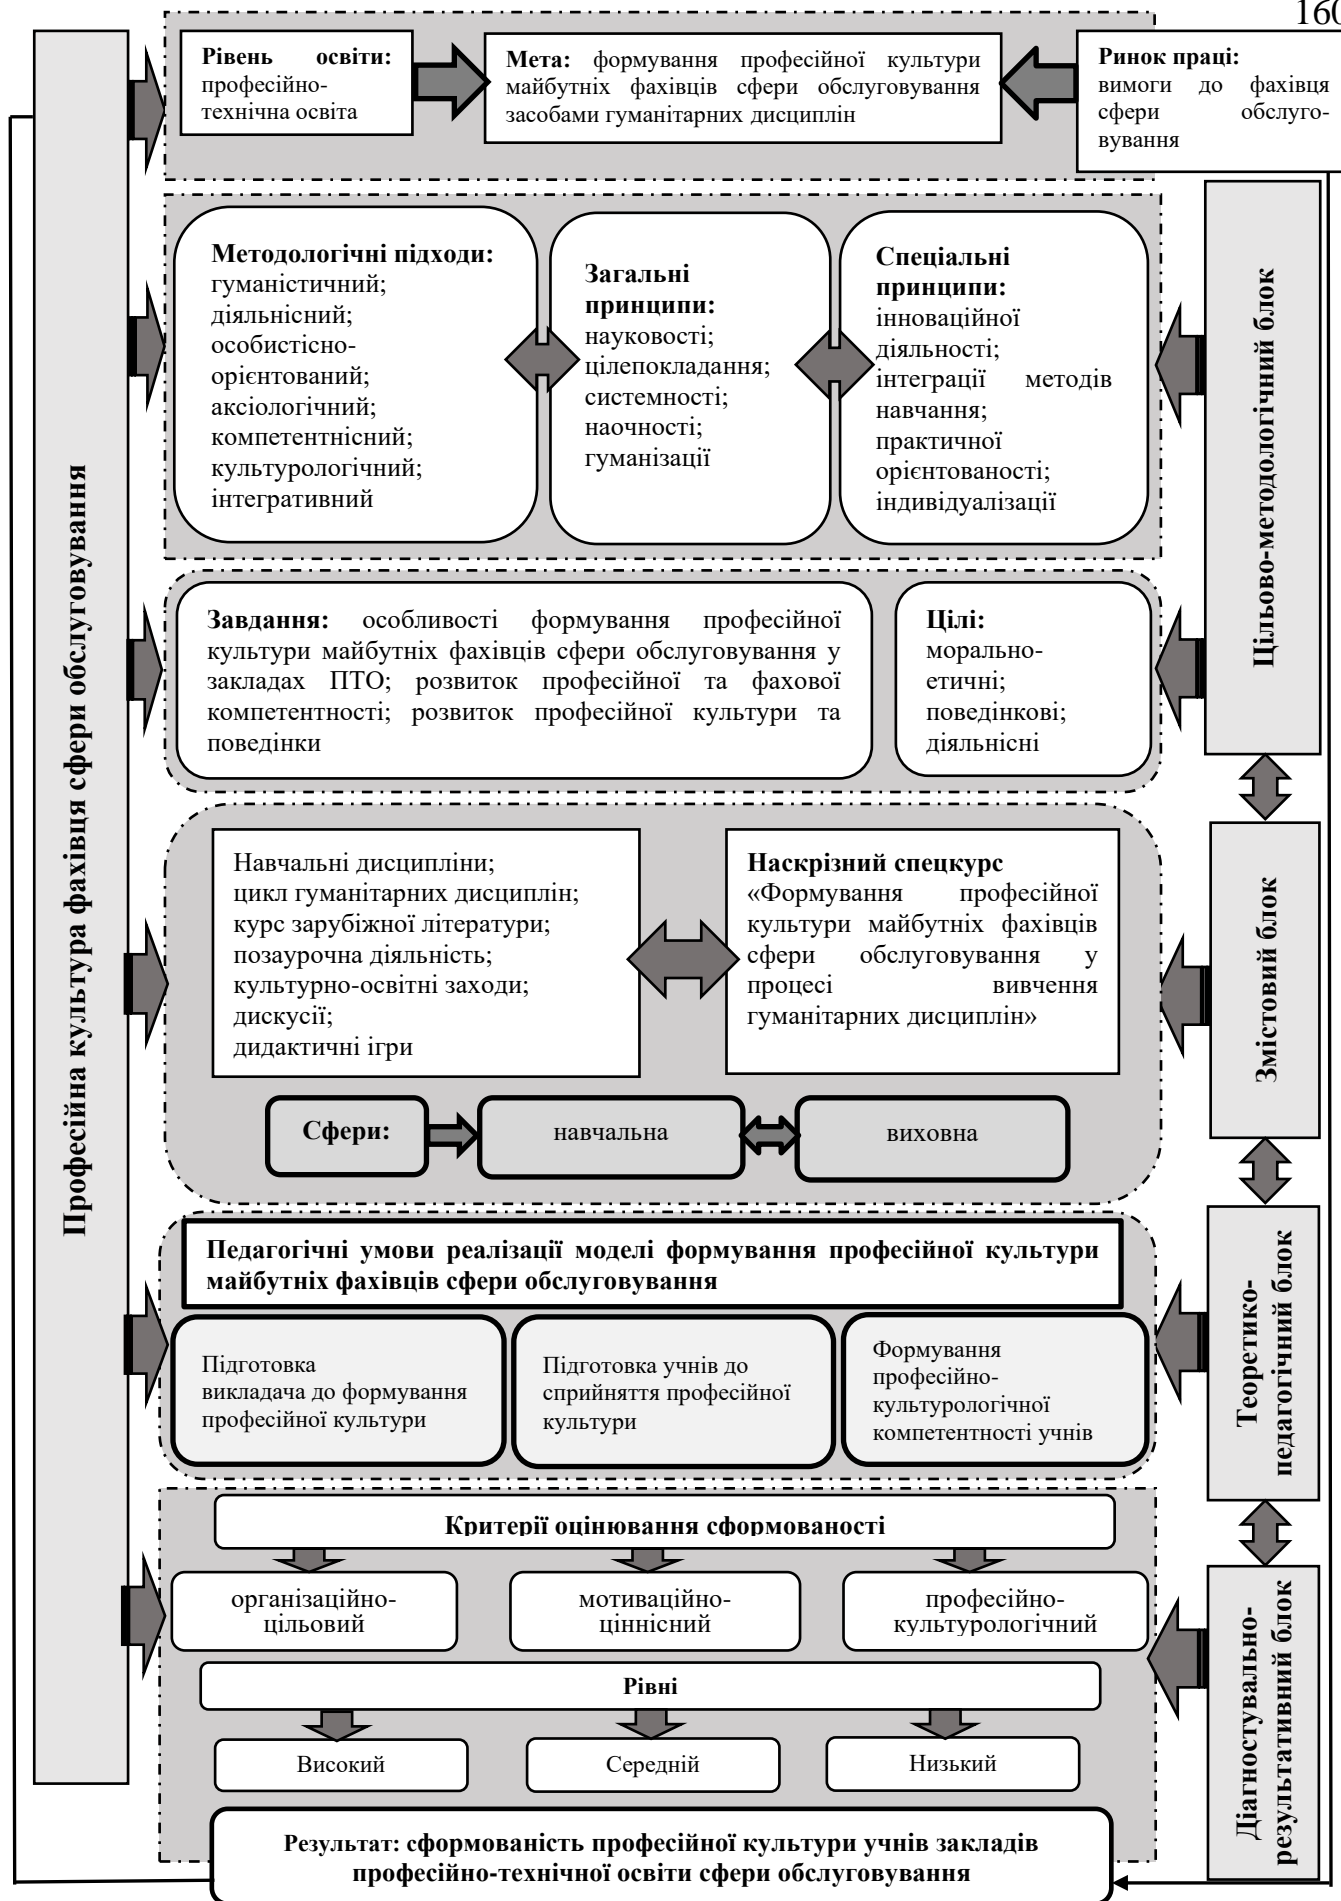 160
Рівень освіти:
професійно-
технічна освіта
Мета: формування професійної культури
майбутніх фахівців сфери обслуговування
засобами гуманітарних дисциплін
Ринок праці:
вимоги до фахівця
сфери обслуго-
вування
Професійна культура фахівця сфери обслуговування
Методологічні підходи:
гуманістичний;
діяльнісний;
особистісно-
орієнтований;
аксіологічний;
компетентнісний;
культурологічний;
інтегративний
Загальні
принципи:
науковості;
цілепокладання;
системності;
наочності;
гуманізації
Спеціальні
принципи:
інноваційної
діяльності;
інтеграції методів
навчання;
практичної
орієнтованості;
індивідуалізації
Цільово-методологічний блок
Завдання: особливості формування професійної
культури майбутніх фахівців сфери обслуговування у
закладах ПТО; розвиток професійної та фахової
компетентності; розвиток професійної культури та
поведінки
Цілі:
морально-
етичні;
поведінкові;
діяльнісні
Навчальні дисципліни;
цикл гуманітарних дисциплін;
курс зарубіжної літератури;
позаурочна діяльність;
культурно-освітні заходи;
дискусії;
дидактичні ігри
Наскрізний спецкурс
«Формування професійної
культури майбутніх фахівців
сфери обслуговування у
процесі вивчення
гуманітарних дисциплін»
Змістовий блок
Сфери:
навчальна
виховна
Педагогічні умови реалізації моделі формування професійної культури
майбутніх фахівців сфери обслуговування
Підготовка
викладача до формування
професійної культури
Підготовка учнів до
сприйняття професійної
культури
Формування
професійно-
культурологічної
компетентності учнів
Теоретико-
педагогічний блок
Критерії оцінювання сформованості
організаційно-
цільовий
мотиваційно-
ціннісний
професійно-
культурологічний
Рівні
Високий
Середній
Низький
Діагностувально-
результативний блок
Результат: сформованість професійної культури учнів закладів
професійно-технічної освіти сфери обслуговування